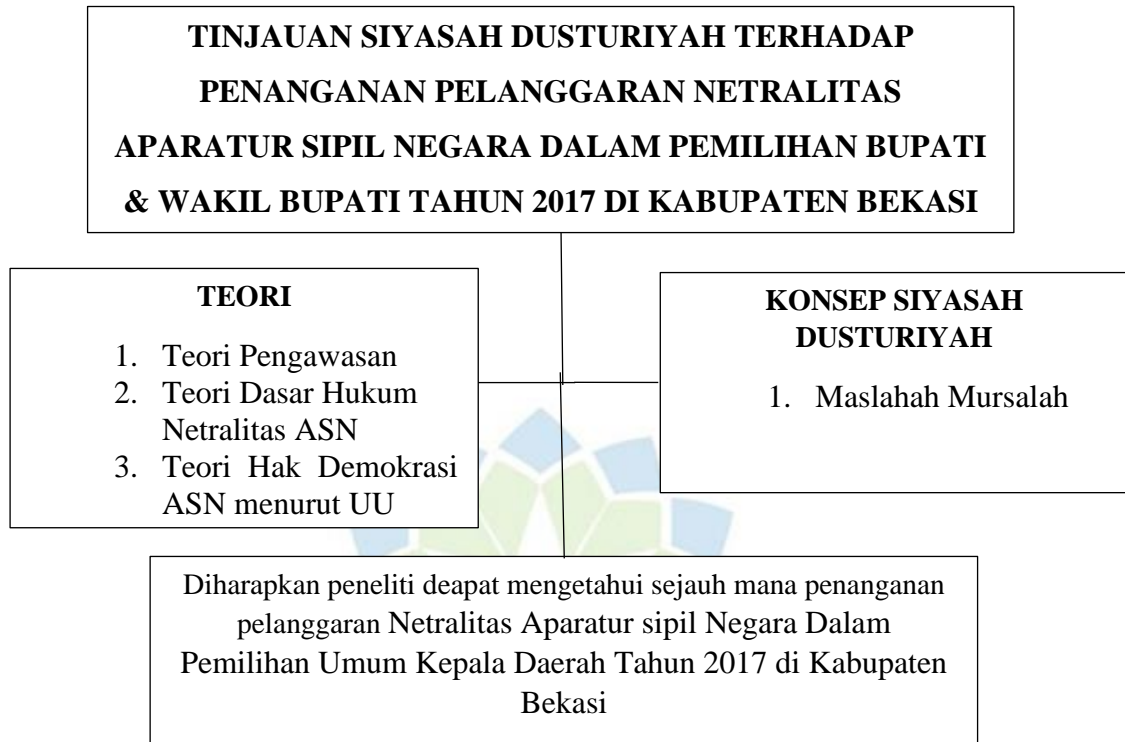 TINJAUAN SIYASAH DUSTURIYAH TERHADAP
PENANGANAN PELANGGARAN NETRALITAS
APARATUR SIPIL NEGARA DALAM PEMILIHAN BUPATI
& WAKIL BUPATI TAHUN 2017 DI KABUPATEN BEKASI
TEORI
1. Teori Pengawasan
2. Teori Dasar Hukum
Netralitas ASN
3. Teori Hak Demokrasi
ASN menurut UU
KONSEP SIYASAH
DUSTURIYAH
1. Maslahah Mursalah
Diharapkan peneliti deapat mengetahui sejauh mana penanganan
pelanggaran Netralitas Aparatur sipil Negara Dalam
Pemilihan Umum Kepala Daerah Tahun 2017 di Kabupaten
Bekasi